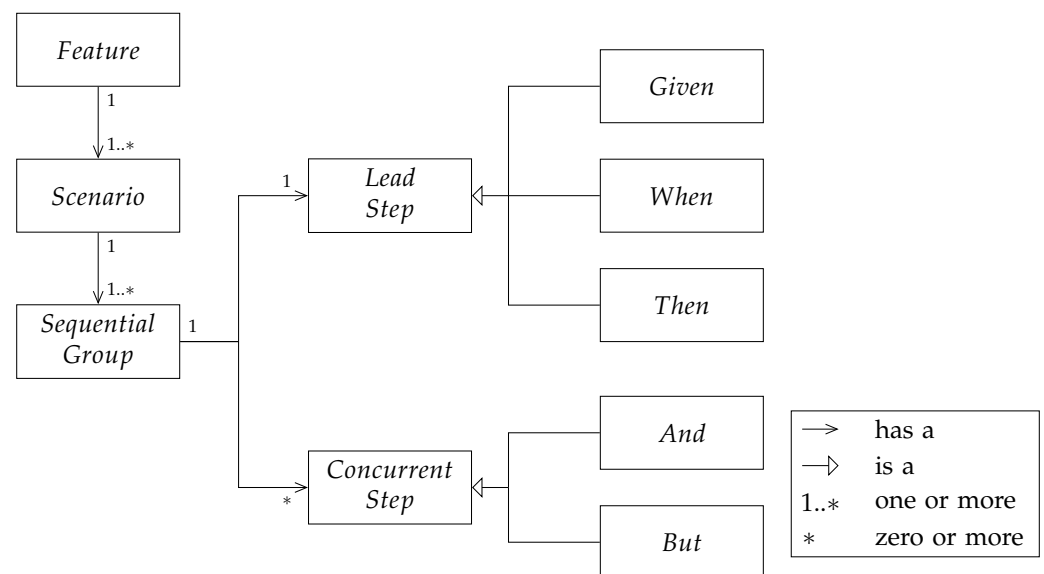 Feature
1
1..*
Scenario
1
1..*
Sequential
Group
1
1
Lead
Step
*
Concurrent
Step
Given
When
Then
And
But
has a
is a
1..* one or more
* zero or more